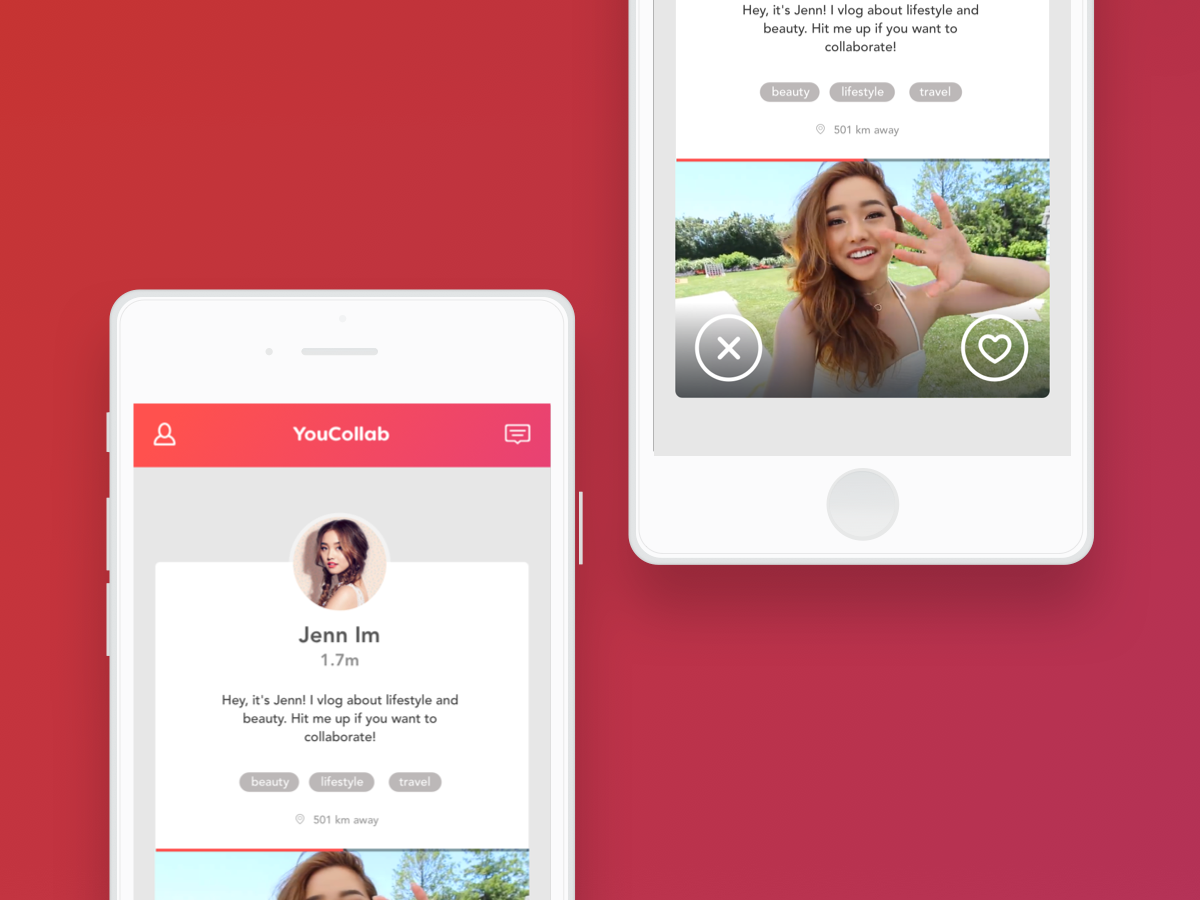 Hey, it's Jenn! I vlog about lifestyle and
beauty. Hit me up if you want to
collaborate!
beauty lifestyle travel
501 km away
YouCollab
Jenn Im
1.7m
Hey, it's Jenn! I vlog about lifestyle and
beauty. Hit me up if you want to
collaborate!
beauty lifestyle travel
501 km away